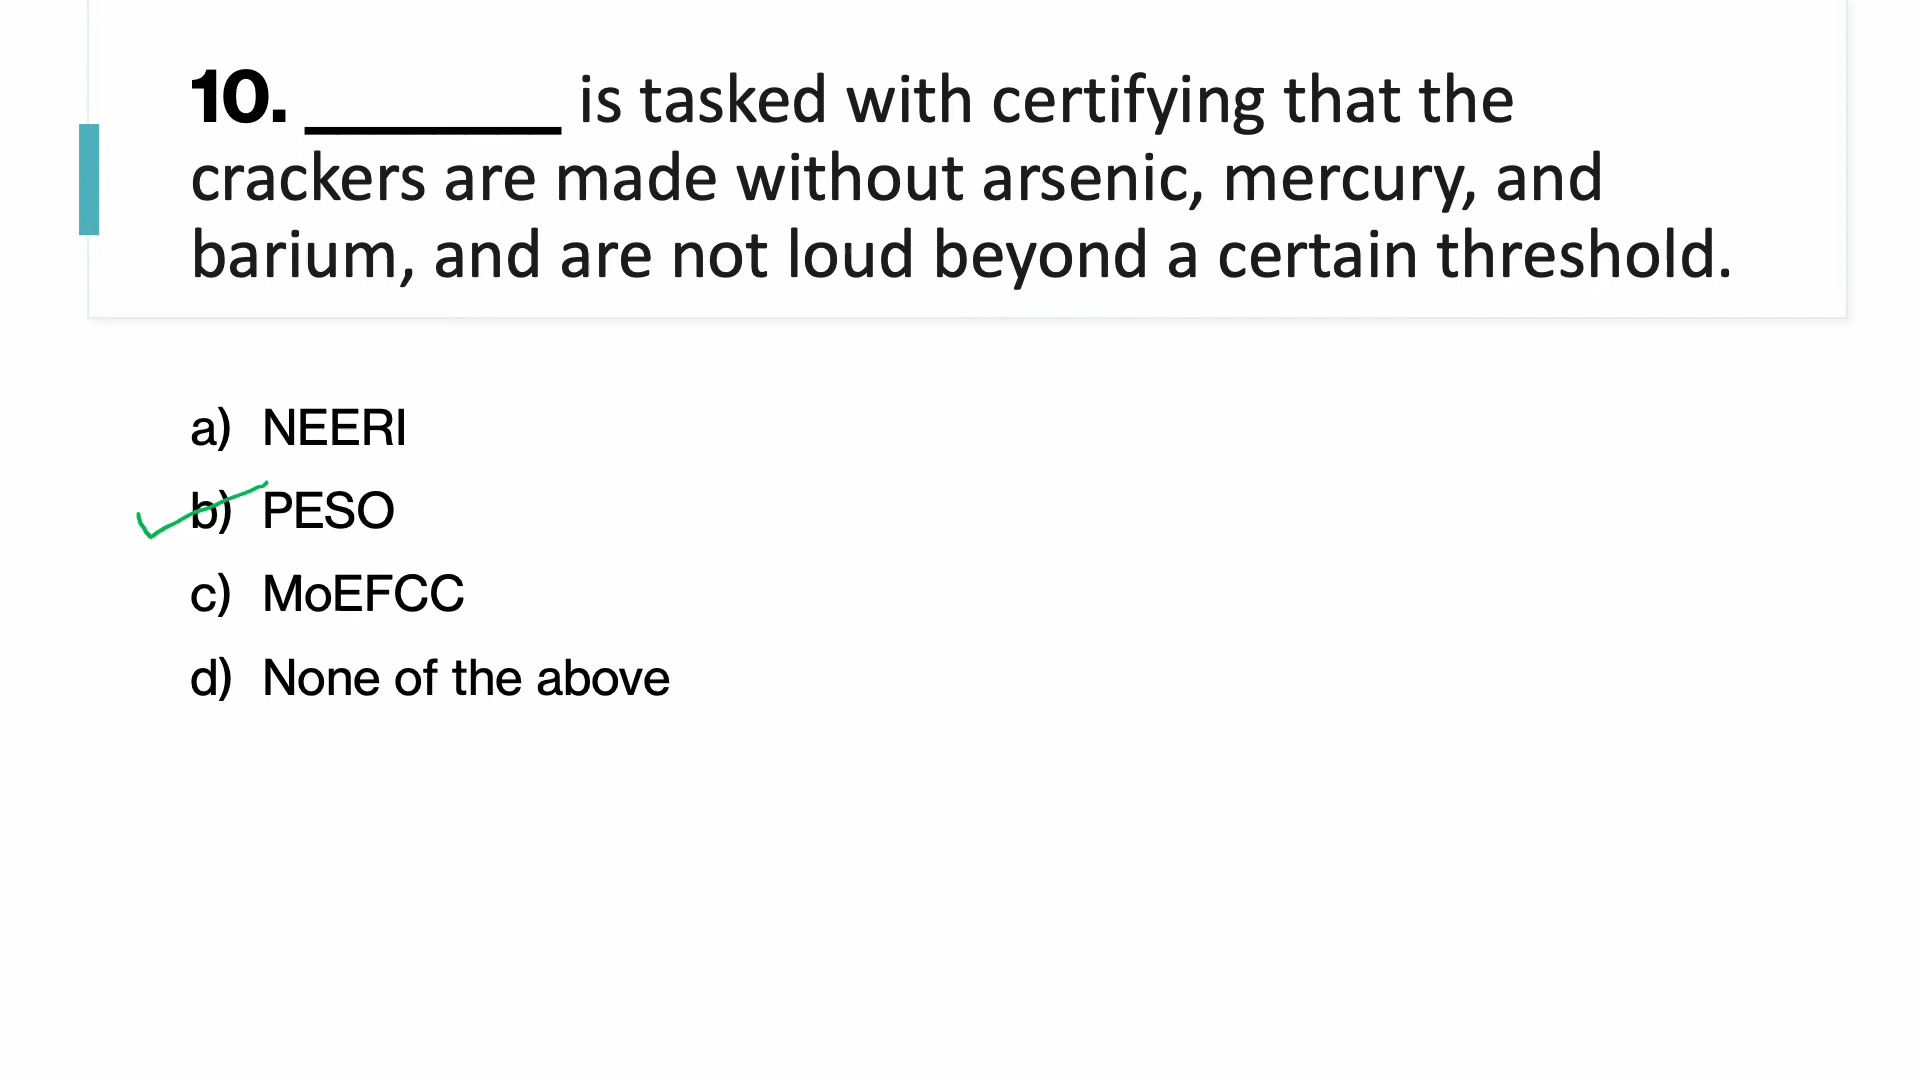 10. _______ is tasked with certifying that the
crackers are made without arsenic, mercury, and
barium, and are not loud beyond a certain threshold.
a) NEERI
b) PESO
c) MoEFCC
d) None of the above